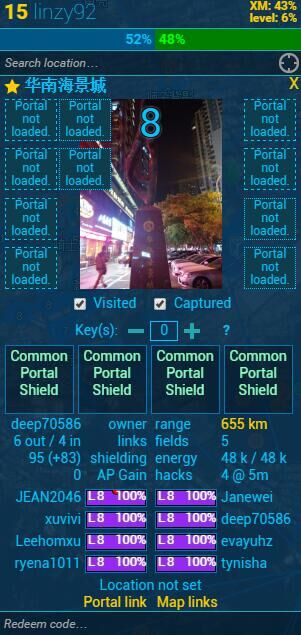 15 linzy92 XM: 43%
level: 6%
52% 48%
Search location...
华南海景城 X
Portal not loaded. Portal not loaded. 8 Portal not loaded.
Portal not loaded. Portal not loaded. Portal not loaded.
Portal not loaded. Portal not loaded.
Portal not loaded. Portal not loaded.
Visited Captured
Key(s): 0 ?
Common Portal Shield Common Portal Shield Common Portal Shield Common Portal Shield
deep70586 owner range 655 km
6 out / 4 in links fields 5
95 (+83) shielding energy 48 k / 48 k
0 AP Gain hacks 4 @ 5m
JEAN2046 L8 100% L8 100% Janewei
xuvivi L8 100% L8 100% deep70586
Leehomxu L8 100% L8 100% evayuhz
ryena1011 L8 100% L8 100% tynisha
Location not set
Portal link Map links
Redeem code...